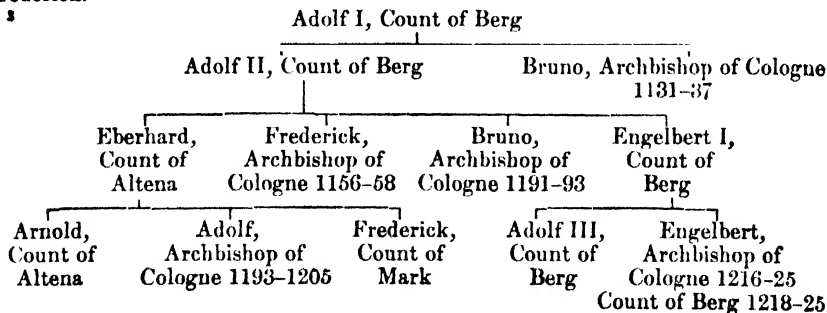 3
Adolf I, Count of Berg
Adolf II, Count of Berg
Bruno, Archbishop of Cologne
1131-37
Eberhard,
Count of
Altena
Frederick,
Archbishop of
Cologne 1156-58
Bruno,
Archbishop of
Cologne 1191-93
Engelbert I,
Count of
Berg
Arnold,
Count of
Altena
Adolf,
Archbishop of
Cologne 1193-1205
Frederick,
Count of
Mark
Adolf III,
Count of
Berg
Engelbert,
Archbishop of
Cologne 1216-25
Count of Berg 1218-25